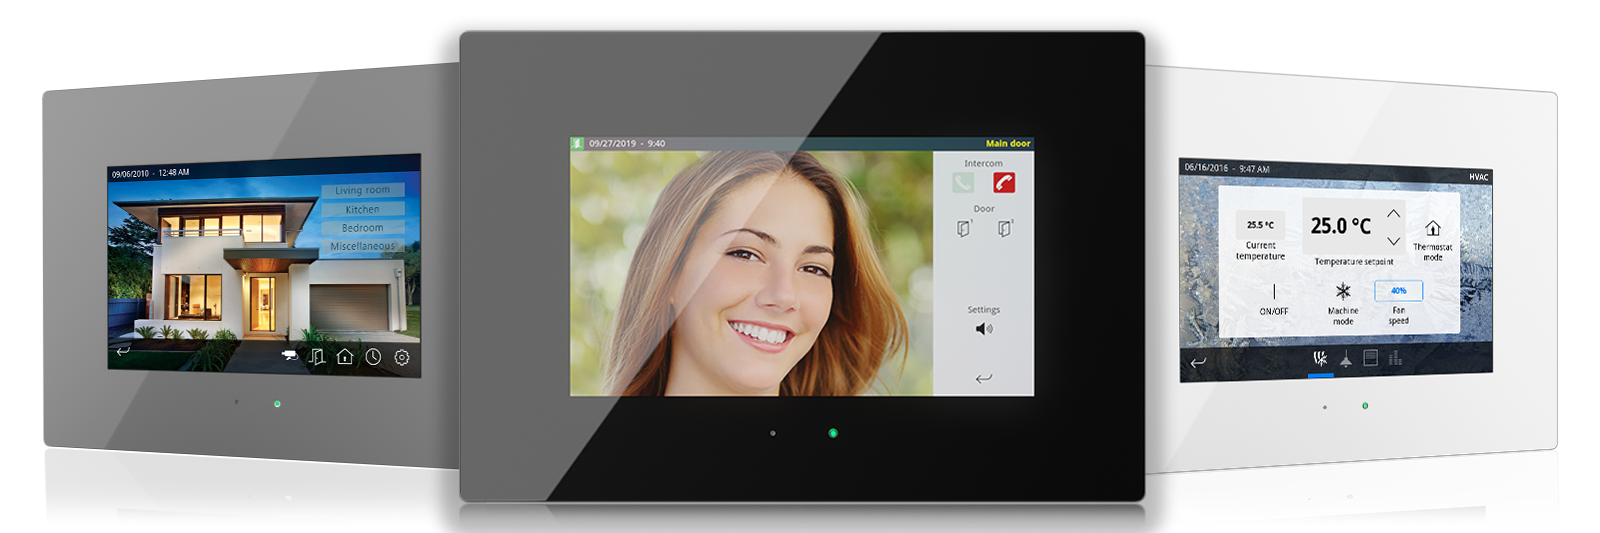 09/06/2010 - 12:48 AM
Living room
Kitchen
Bedroom
Miscellaneous
09/27/2019 - 9:40
Main door
Intercom
Door
1
2
Settings
06/16/2016 - 9:47 AM
HVAC
25.5 °C
Current
temperature
25.0 °C
Temperature setpoint
Thermostat
mode
ON/OFF
Machine
mode
40%
Fan
speed